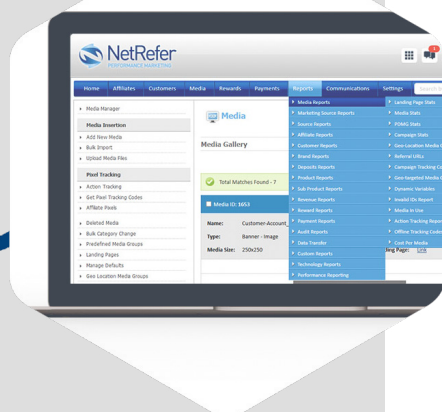 NetRefer
PERFORMANCE MARKETING
Home Affiliates Customers Media Rewards Payments Reports Communications Settings Search
Media Manager
Media Insertion
Add New Media
Bulk Import
Upload Media Files
Pixel Tracking
Action Tracking
Get Pixel Tracking Codes
Affiliate Pixels
Deleted Media
Bulk Category Change
Predefined Media Groups
Landing Pages
Manage Defaults
Geo Location Media Groups
Media
Media Gallery
Total Matches Found - 7
Media ID: 1653
Name: Customer-Account_
Type: Banner - Image
Media Size: 250x250
Media Reports
Marketing Source Reports
Source Reports
Affiliate Reports
Customer Reports
Brand Reports
Deposits Reports
Product Reports
Sub Product Reports
Revenue Reports
Reward Reports
Payment Reports
Audit Reports
Data Transfer
Custom Reports
Technology Reports
Performance Reporting
Landing Page Stats
Media Stats
PDMG Stats
Campaign Stats
Geo-Location Media
Referral URLs
Campaign Tracking
Geo-targeted Media
Dynamic Variables
Invalid IDs Report
Media in Use
Action Tracking Repor
Offline Tracking Codes
Cost Per Media
ing Page: Link